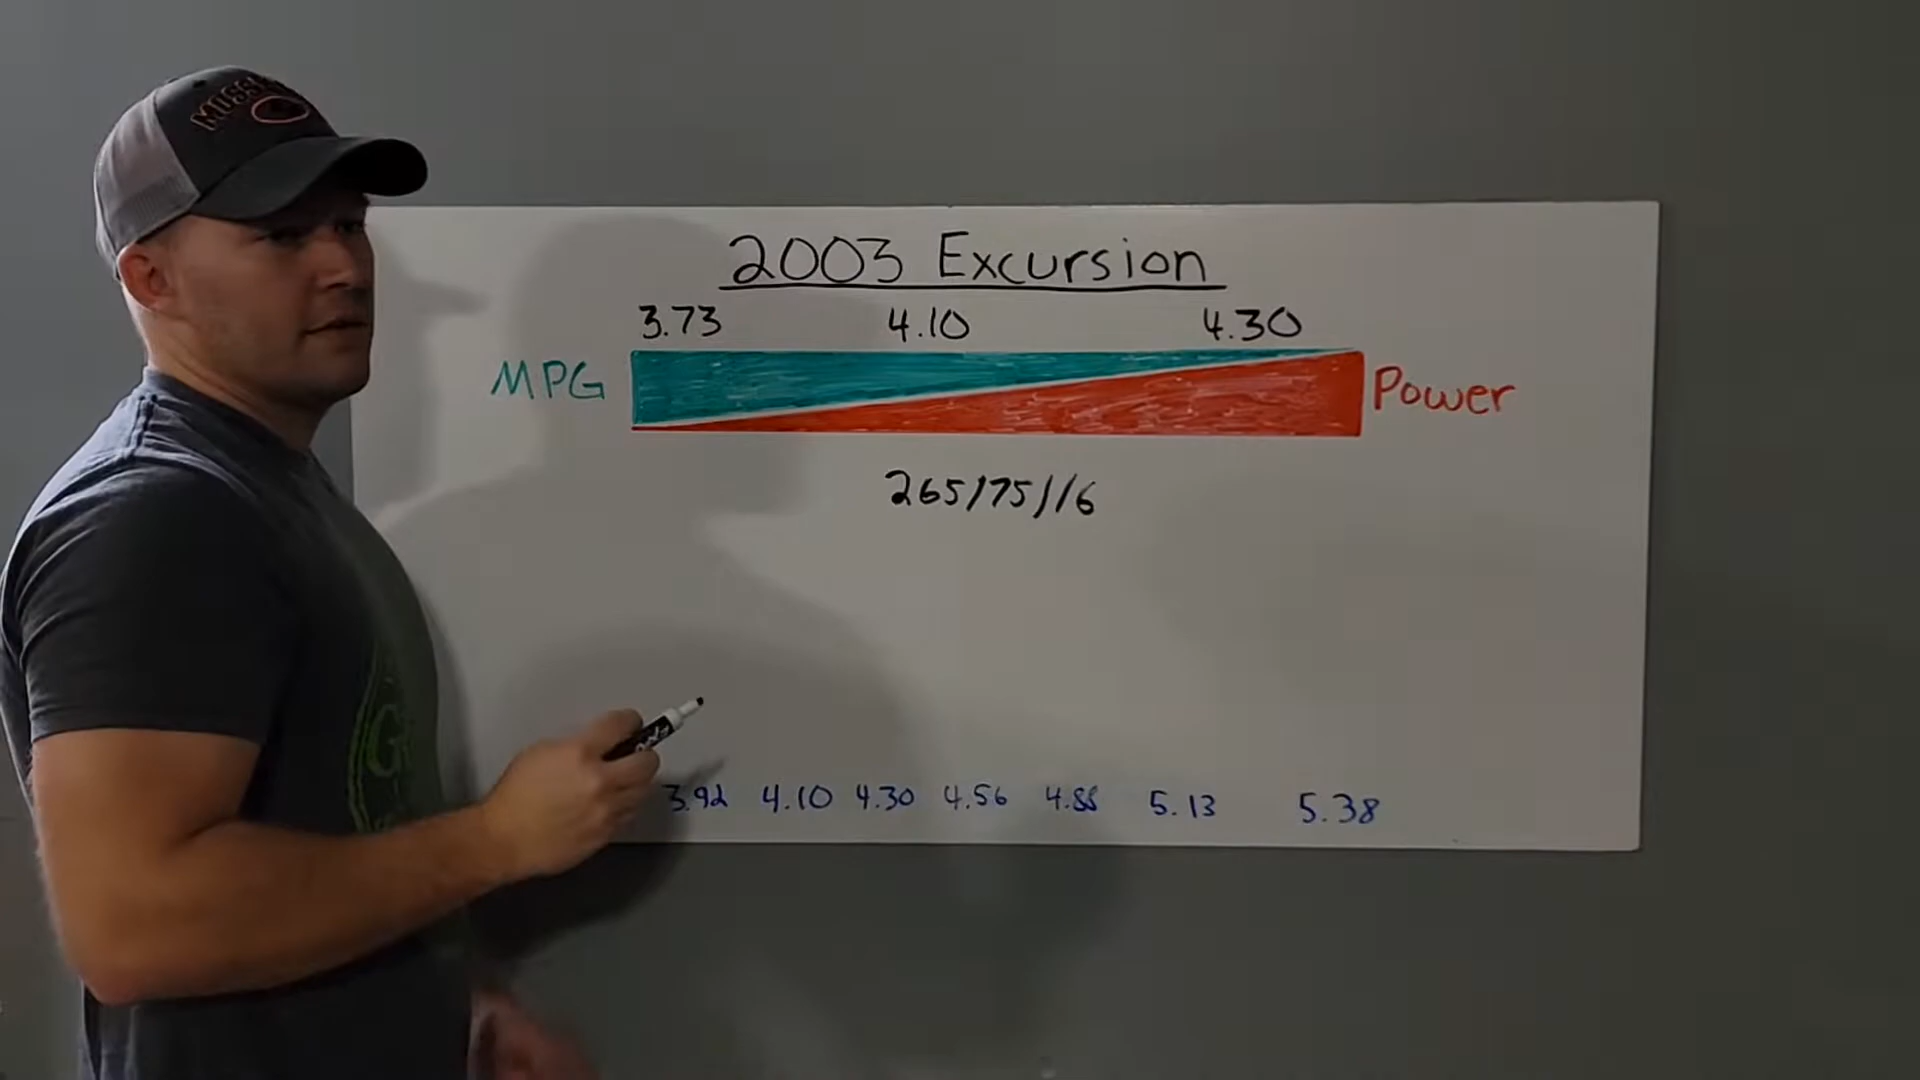 2003 Excursion
3.73 4.10 4.30
MPG Power
265/75/16
3.92 4.10 4.30 4.56 4.88 5.13 5.38